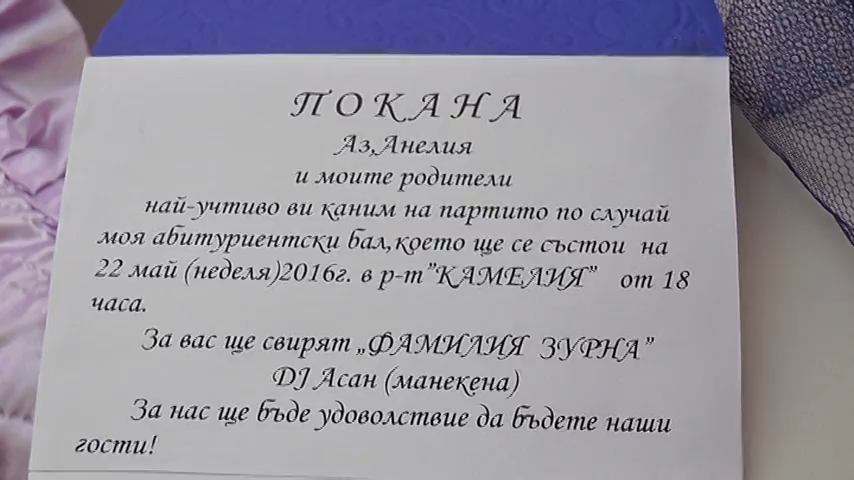 ПОКАНА
Аз,Анелия
и моите родители
най-учтиво ви каним на партито по случай
моя абитуриентски бал,което ще се състои на
22 май (неделя)2016г. в р-т”КАМЕЛИЯ” от 18
часа.
За вас ще свирят „ФАМИЛИЯ ЗУРНА”
DJ Асан (манекена)
За нас ще бъде удоволствие да бъдете наши
гости!